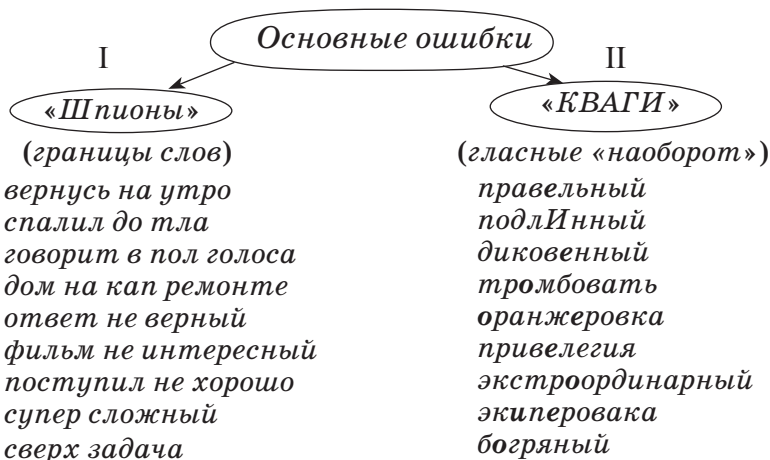 Основные ошибки
I
II
«Шпионы»
«КВАГИ»
(границы слов)
(гласные «наоборот»)
вернусь на утро
спалил до тла
говорит в пол голоса
дом на кап ремонте
ответ не верный
фильм не интересный
поступил не хорошо
супер сложный
сверх задача
правельный
подлИнный
диковенный
тромбовать
оранжеровка
привелегия
экстроординарный
экиперовака
богряный